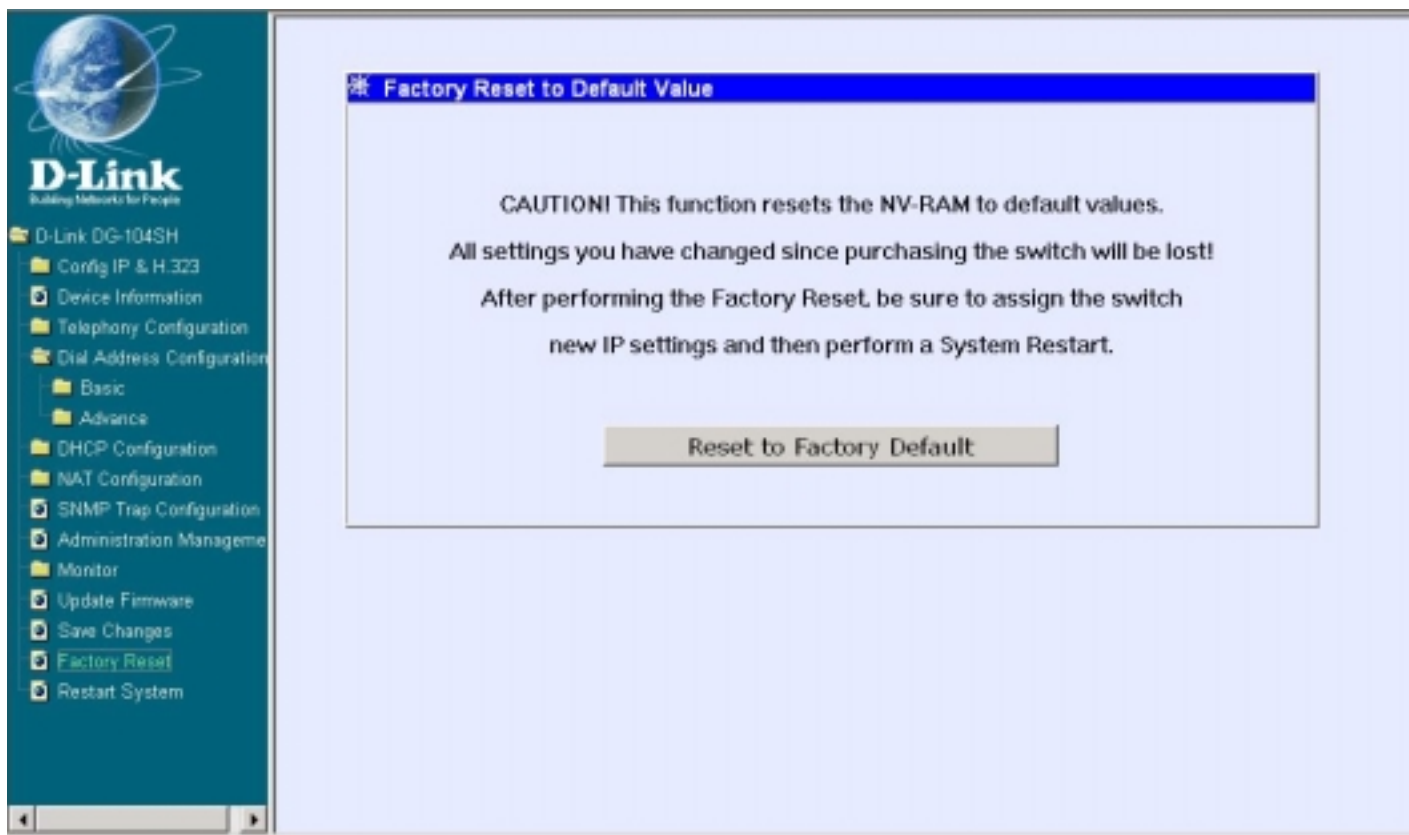 D-Link
Building Networks for People
D-Link DG-104SH
Config IP & H.323
Device Information
Telephony Configuration
Dial Address Configuration
Basic
Advance
DHCP Configuration
NAT Configuration
SNMP Trap Configuration
Administration Manageme
Monitor
Update Firmware
Save Changes
Factory Reset
Restart System
Factory Reset to Default Value
CAUTION! This function resets the NV-RAM to default values.
All settings you have changed since purchasing the switch will be lost!
After performing the Factory Reset, be sure to assign the switch
new IP settings and then perform a System Restart.
Reset to Factory Default